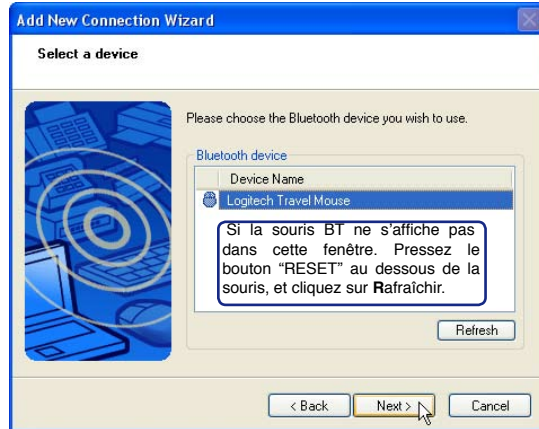 Add New Connection Wizard
Select a device
Please choose the Bluetooth device you wish to use.
Bluetooth device
Device Name
Logitech Travel Mouse
Si la souris BT ne s’affiche pas
dans cette fenêtre. Pressez le
bouton “RESET” au dessous de la
souris, et cliquez sur Rafraîchir.
Refresh
< Back
Next >
Cancel